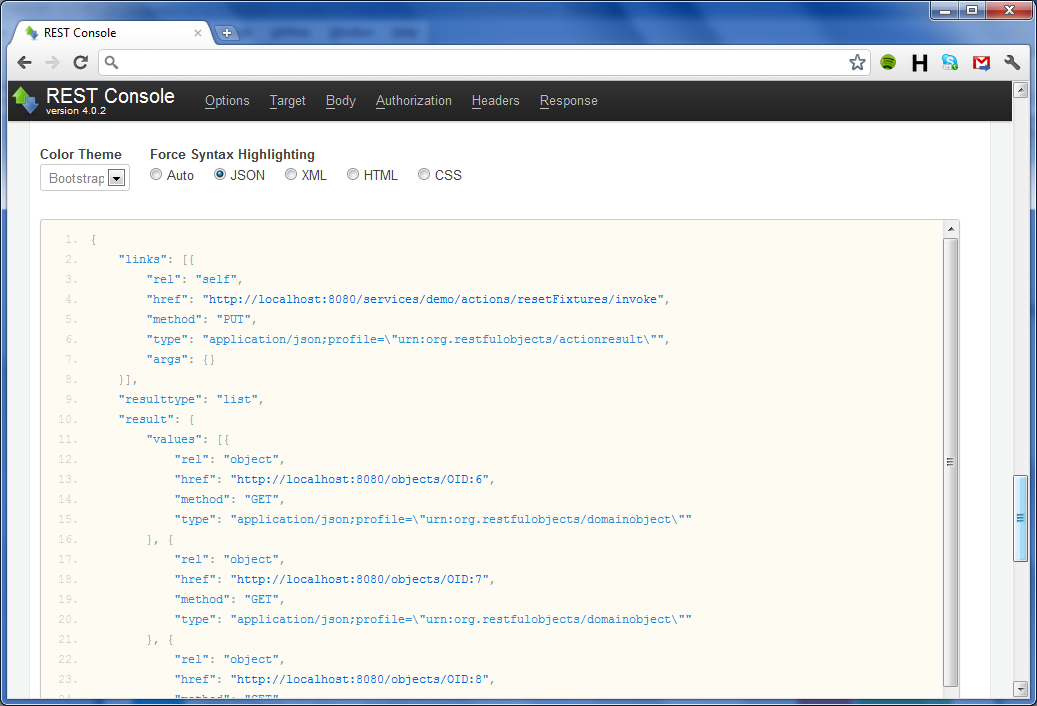 REST Console
REST Console
version 4.0.2
Options Target Body Authorization Headers Response
Color Theme Force Syntax Highlighting
Bootstrap Auto JSON XML HTML CSS
1. {
2. "links": [{
3. "rel": "self",
4. "href": "http://localhost:8080/services/demo/actions/resetFixtures/invoke",
5. "method": "PUT",
6. "type": "application/json;profile=\"urn:org.restfulobjects/actionresult\"",
7. "args": {}
8. }],
9. "resulttype": "list",
10. "result": {
11. "values": [{
12. "rel": "object",
13. "href": "http://localhost:8080/objects/OID:6",
14. "method": "GET",
15. "type": "application/json;profile=\"urn:org.restfulobjects/domainobject\""
16. }, {
17. "rel": "object",
18. "href": "http://localhost:8080/objects/OID:7",
19. "method": "GET",
20. "type": "application/json;profile=\"urn:org.restfulobjects/domainobject\""
21. }, {
22. "rel": "object",
23. "href": "http://localhost:8080/objects/OID:8",
24. "method": "GET",